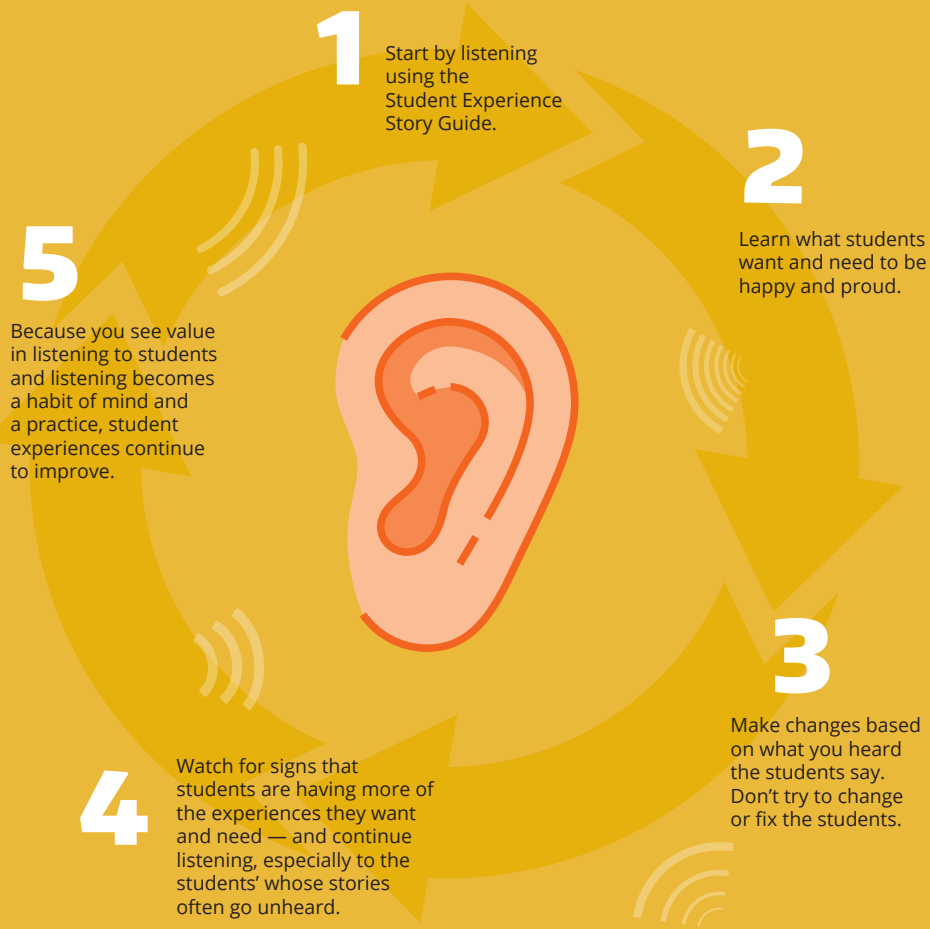 1
Start by listening
using the
Student Experience
Story Guide.
2
Learn what students
want and need to be
happy and proud.
3
Make changes based
on what you heard
the students say.
Don’t try to change
or fix the students.
4
Watch for signs that
students are having more of
the experiences they want
and need — and continue
listening, especially to the
students’ whose stories
often go unheard.
5
Because you see value
in listening to students
and listening becomes
a habit of mind and
a practice, student
experiences continue
to improve.